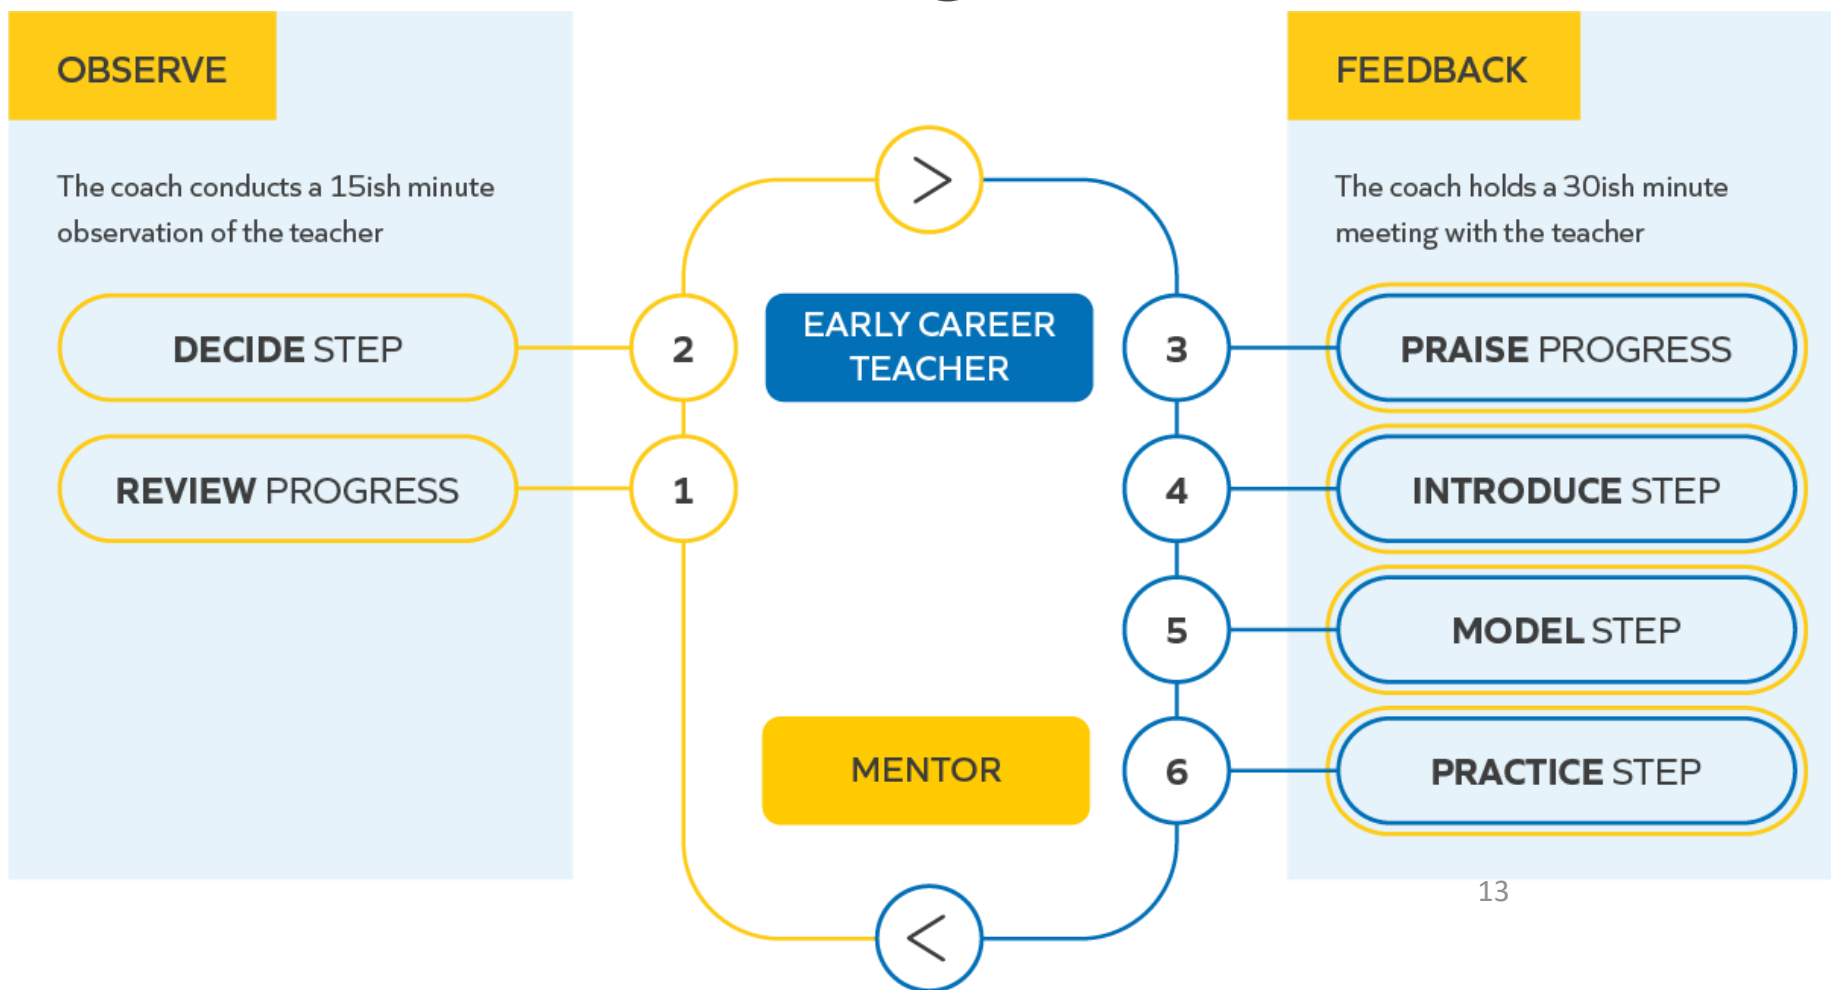 OBSERVE
The coach conducts a 15ish minute
observation of the teacher
DECIDE STEP
2
REVIEW PROGRESS
1
>
EARLY CAREER
TEACHER
MENTOR
<
FEEDBACK
The coach holds a 30ish minute
meeting with the teacher
3
PRAISE PROGRESS
4
INTRODUCE STEP
5
MODEL STEP
6
PRACTICE STEP
13